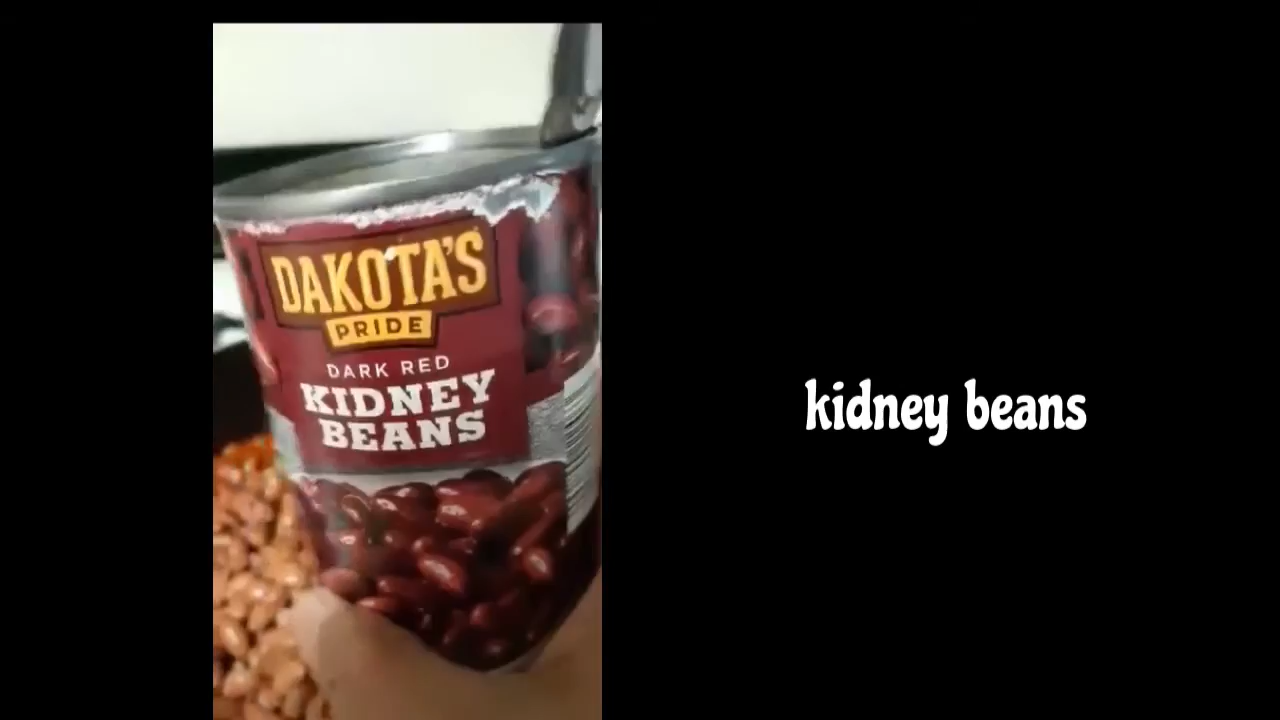 DAKOTA'S
PRIDE
DARK RED
KIDNEY
BEANS
kidney beans